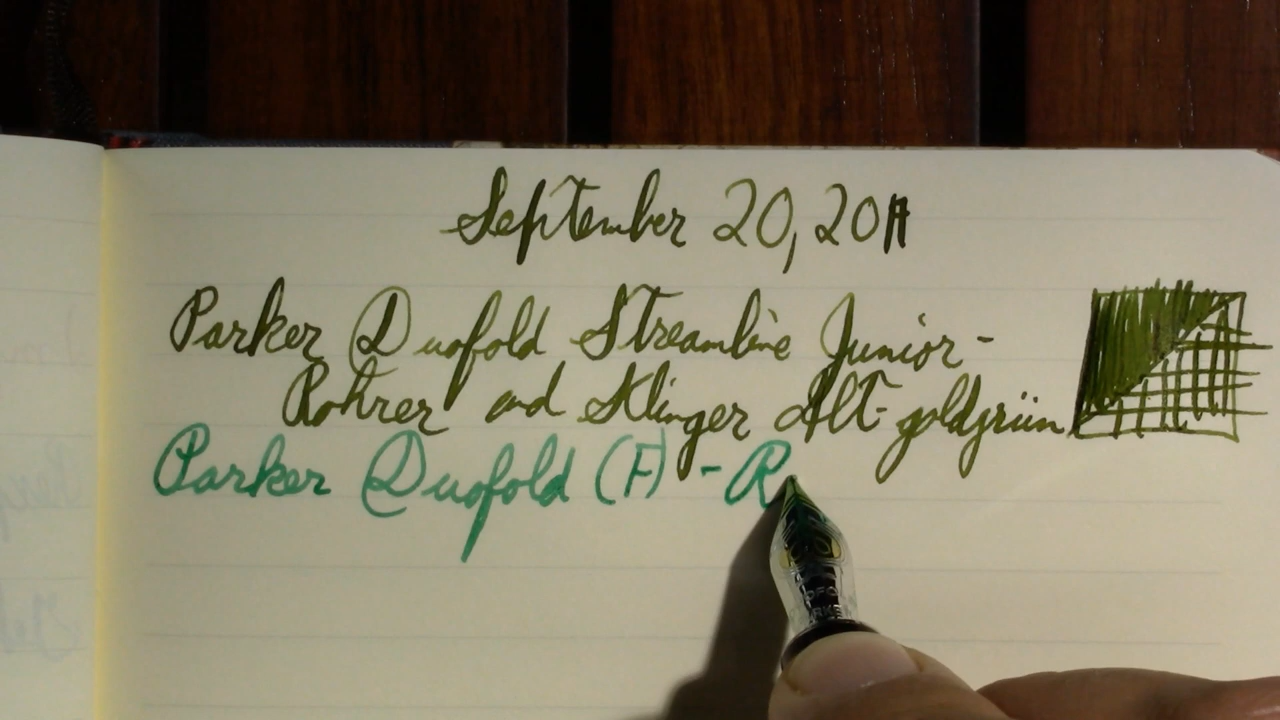 September 20, 2011
Parker Duofold Streamline Junior -
Rohrer and Klinger Alt-goldgrün
Parker Duofold (F) - R